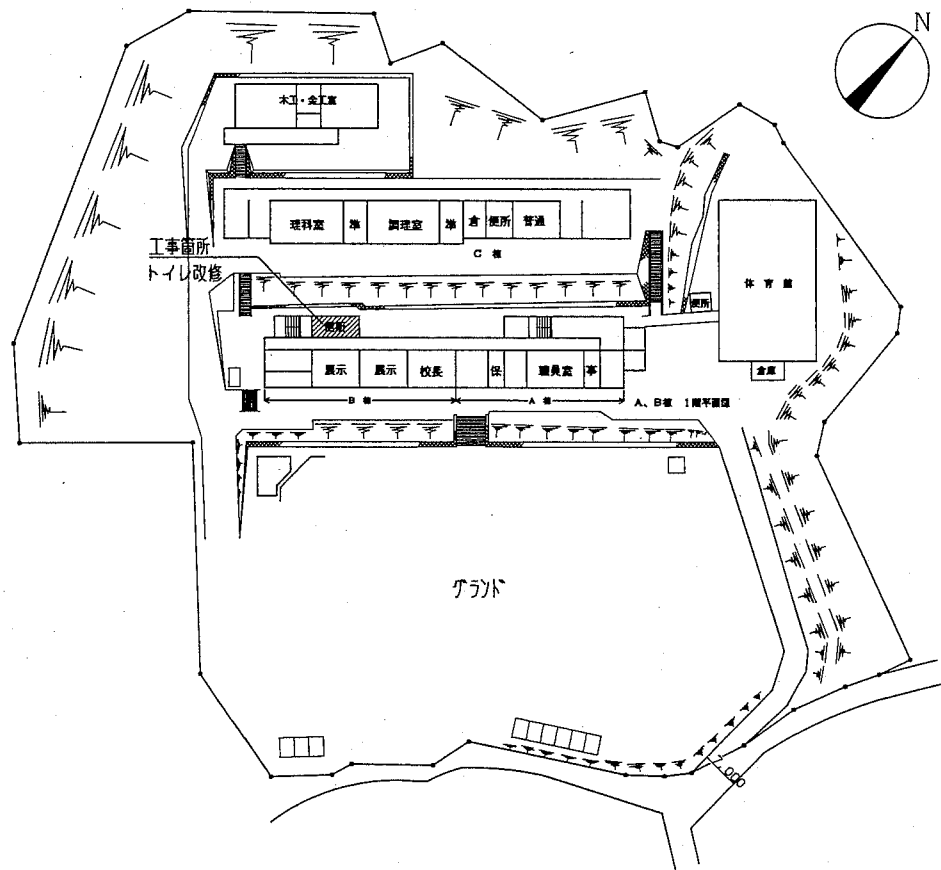 N
木工・金工室
理科室 準 調理室 準 倉 便所 普通
C 棟
工事箇所
トイレ改修
便所
体 育 館
便所
倉庫
展示 展示 校長 保 職員室 事
B 棟 A 棟
A、B棟 1階平面図
グランド
7,000